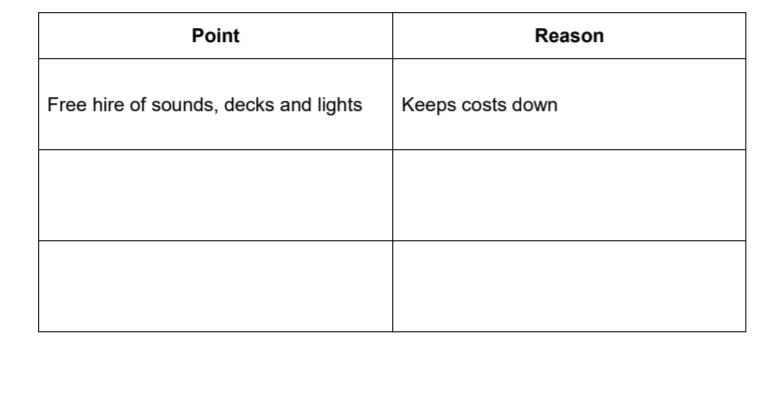 Point Reason
Free hire of sounds, decks and lights Keeps costs down